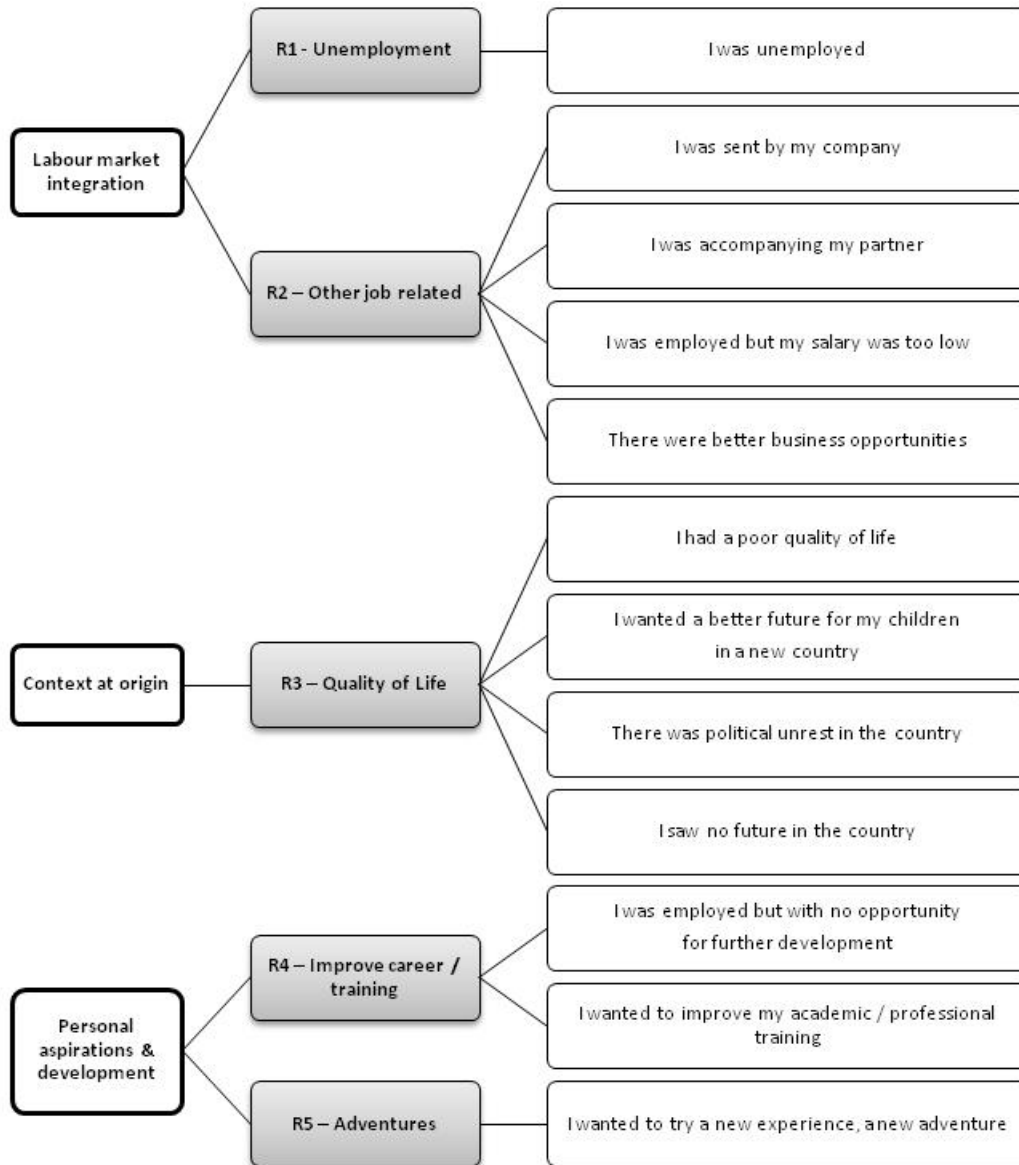 R1 - Unemployment
I was unemployed
Labour market
integration
I was sent by my company
I was accompanying my partner
R2 – Other job related
I was employed but my salary was too low
There were better business opportunities
I had a poor quality of life
I wanted a better future for my children
in a new country
Context at origin
R3 – Quality of Life
There was political unrest in the country
I saw no future in the country
I was employed but with no opportunity
for further development
R4 – Improve career /
training
I wanted to improve my academic / professional
training
Personal
aspirations &
development
R5 – Adventures
I wanted to try a new experience, a new adventure